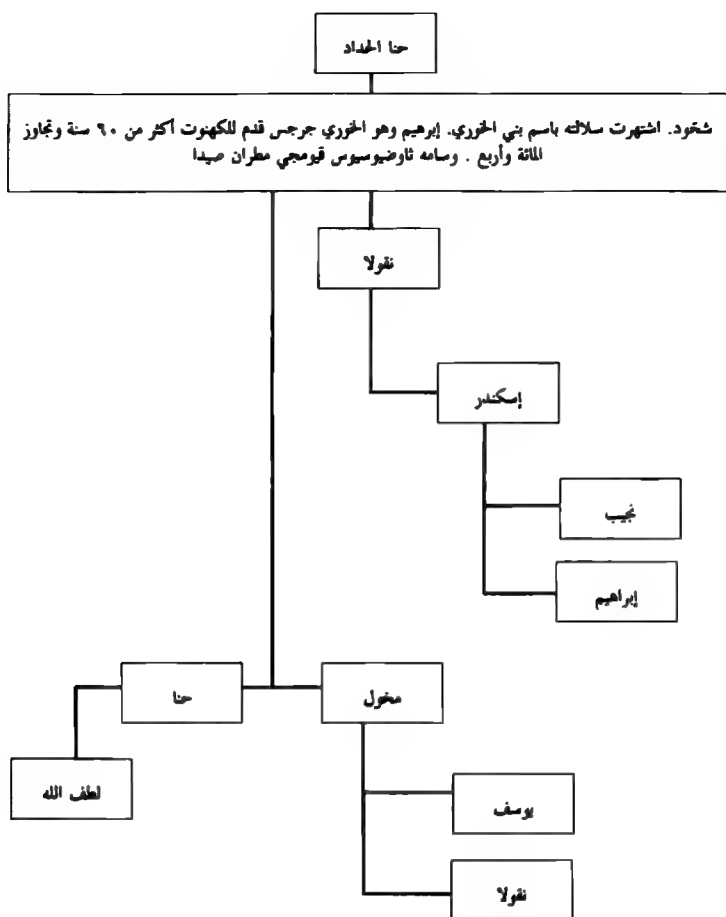 حنا الحداد
شخود. اشتهرت سلالته باسم بني الخوري. إبرهيم وهو الخوري جرجس قدم للكهنوت أكثر من ٦٠ سنة وتجاوز
المائة وأربع . وسامه ثاوضيوسيوس قيومجي مطران صيدا
نقولا
إسكندر
نجيب
إبراهيم
حنا
مخول
لطف الله
يوسف
نقولا